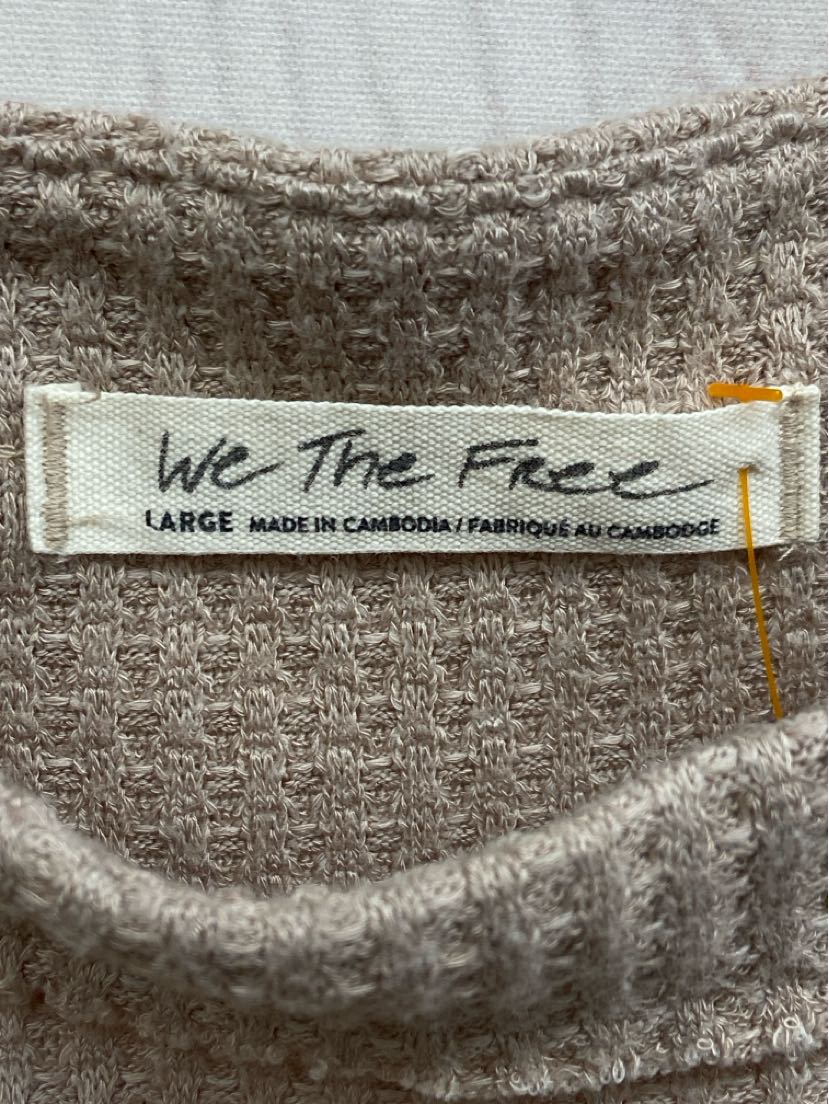 We The Free
LARGE MADE IN CAMBODIA / FABRIQUÉ AU CAMBODGE